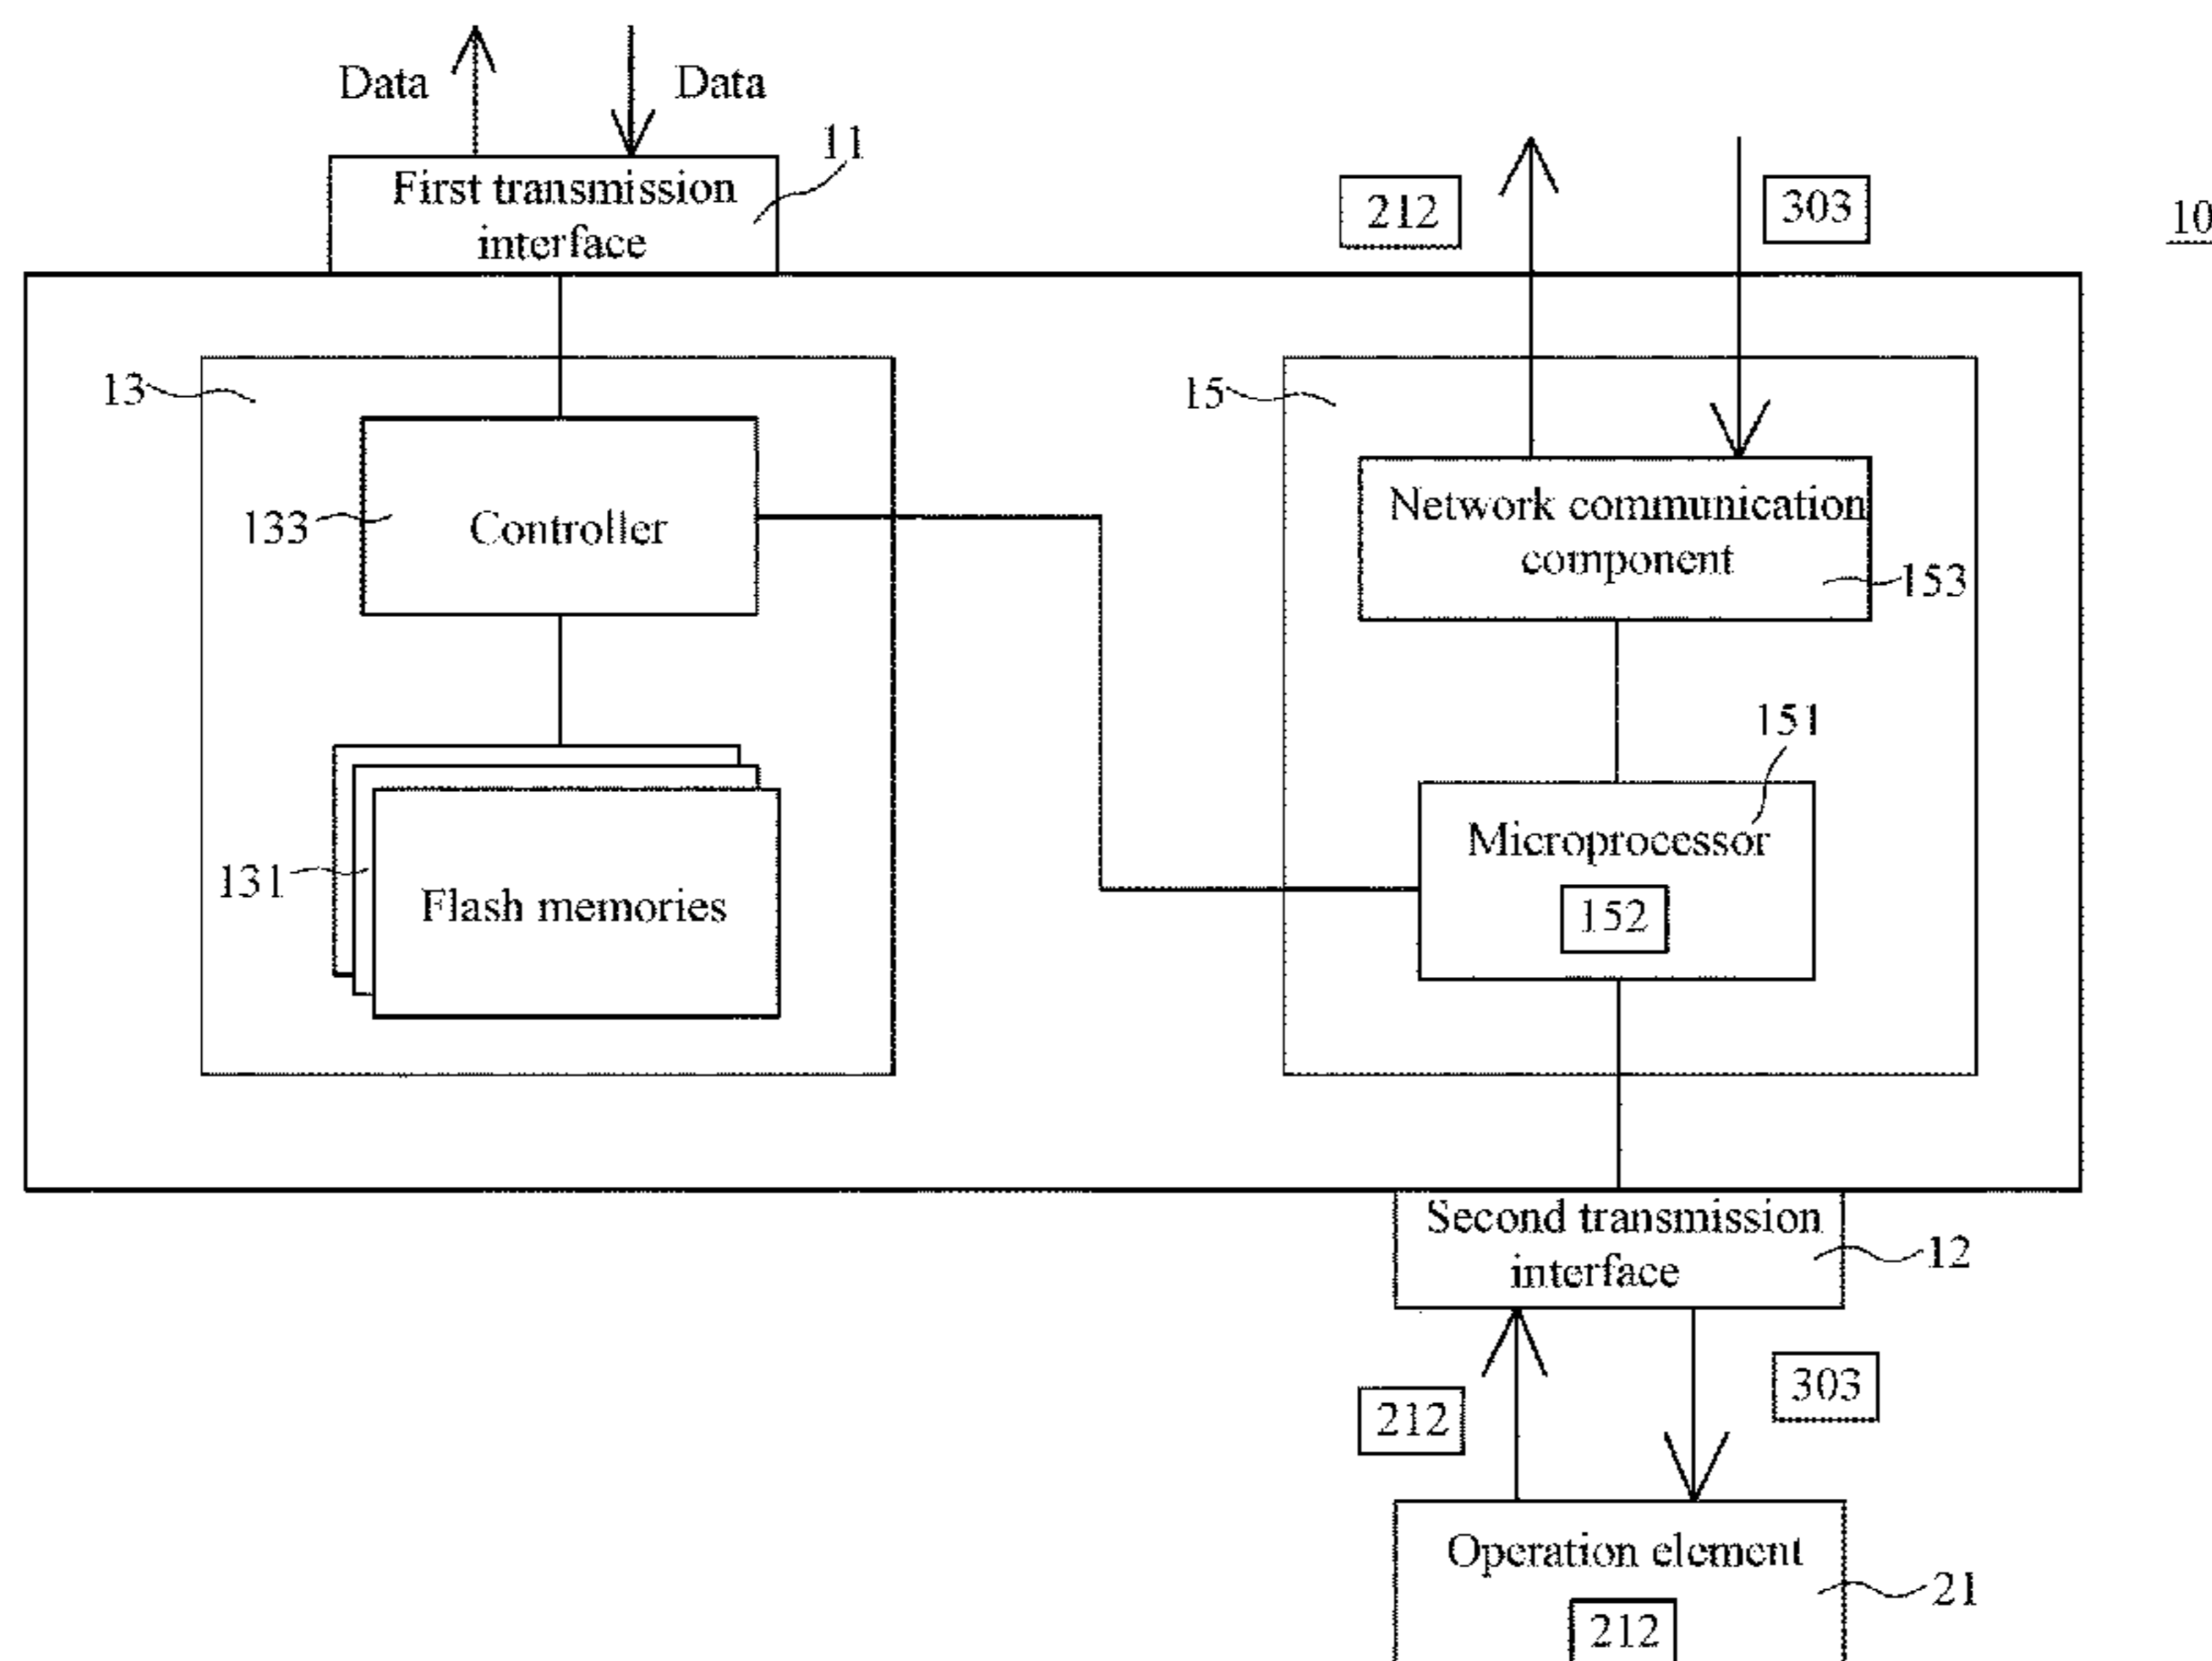 Data
Data
11
First transmission
interface
212
303
10
13
15
133
Controller
Network communication
component
153
151
131
Flash memories
Microprocessor
152
Second transmission
interface
12
212
303
Operation element
21
212